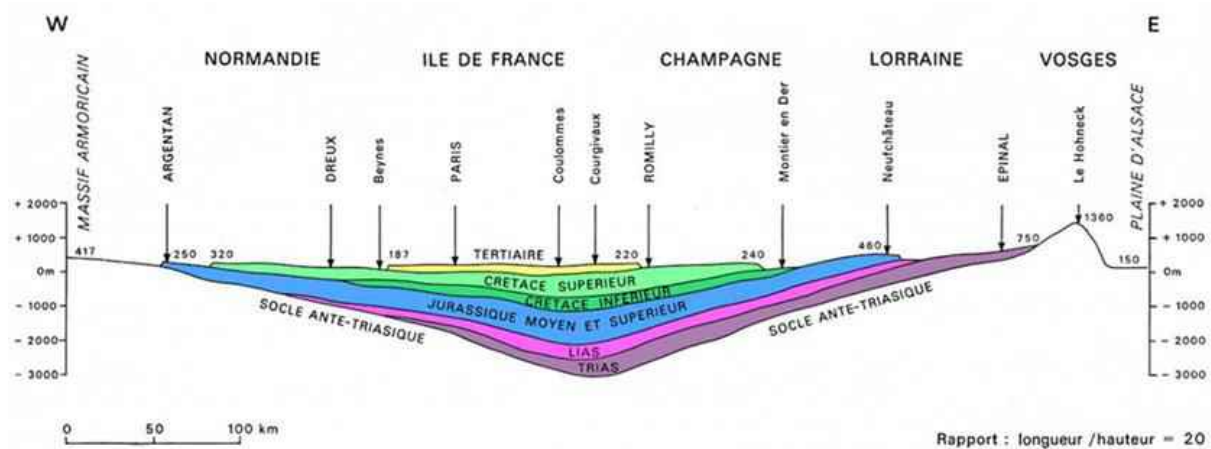 W
E
NORMANDIE
ILE DE FRANCE
CHAMPAGNE
LORRAINE
VOSGES
MASSIF ARMORICAIN
ARGENTAN
DREUX
Beynes
PARIS
Coulommes
Courgivaux
ROMILLY
Montier en Der
Neufchâteau
EPINAL
Le Hohneck
PLAINE D'ALSACE
+ 2000
+ 1000
0m
- 1000
- 2000
- 3000
+ 2000
+ 1000
0m
- 1000
- 2000
- 3000
417
250
320
187
220
240
460
750
1360
150
TERTIAIRE
CRETACE SUPERIEUR
CRETACE INFERIEUR
JURASSIQUE MOYEN ET SUPERIEUR
LIAS
TRIAS
SOCLE ANTE-TRIASIQUE
SOCLE ANTE-TRIASIQUE
0 50 100 km
Rapport : longueur /hauteur = 20